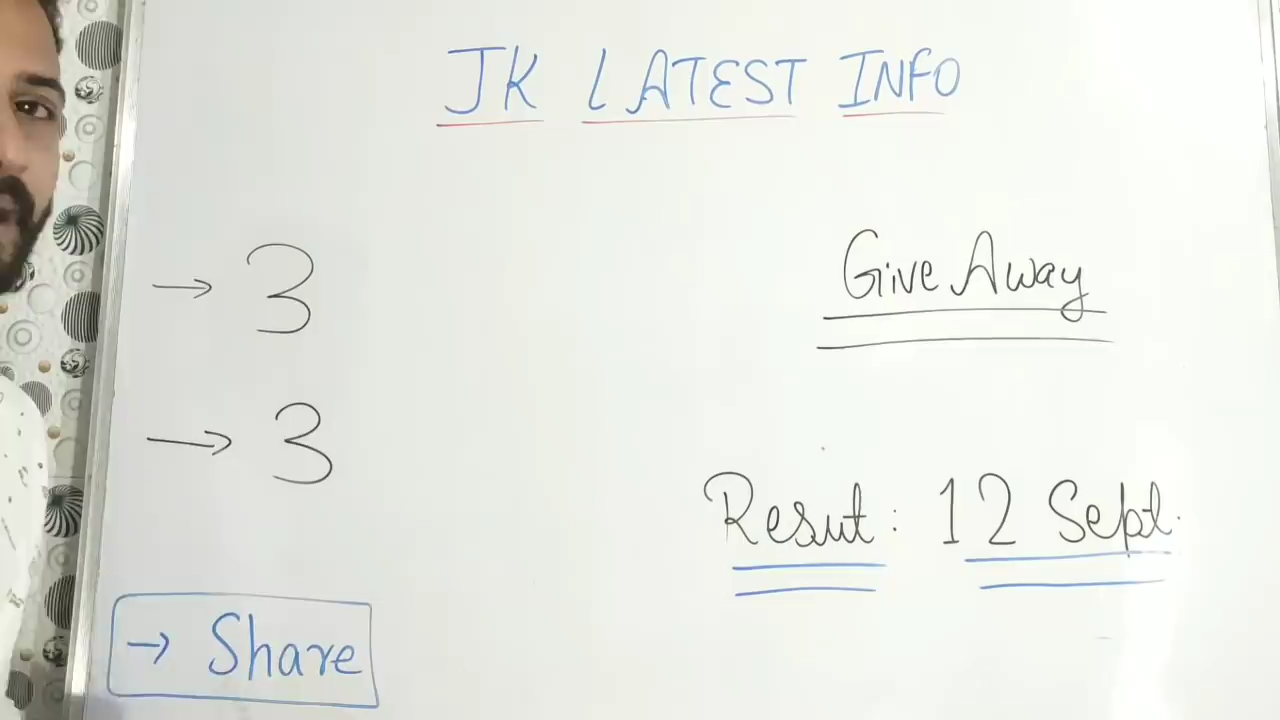 JK LATEST INFO
→ 3
Give Away
→ 3
Resut: 12 Sept.
→ Share